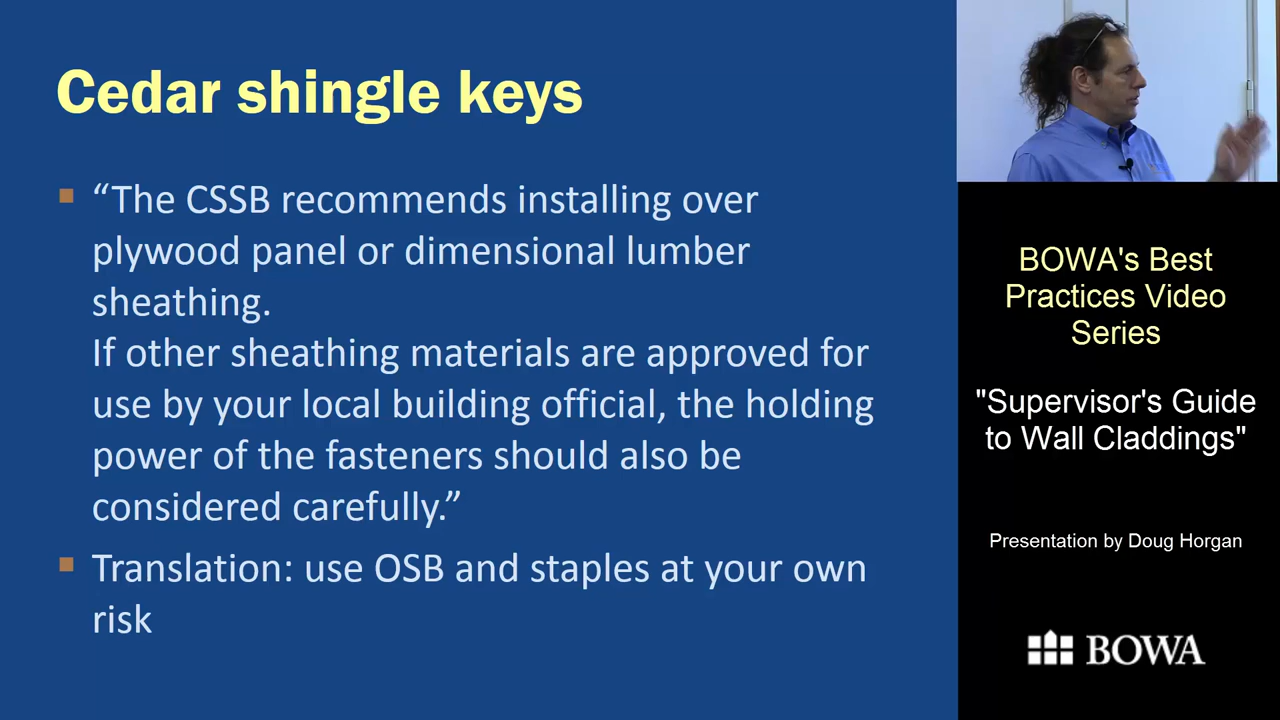 Cedar shingle keys
“The CSSB recommends installing over
plywood panel or dimensional lumber
sheathing.
If other sheathing materials are approved for
use by your local building official, the holding
power of the fasteners should also be
considered carefully.”
Translation: use OSB and staples at your own
risk
BOWA's Best
Practices Video
Series
"Supervisor's Guide
to Wall Claddings"
Presentation by Doug Horgan
BOWA